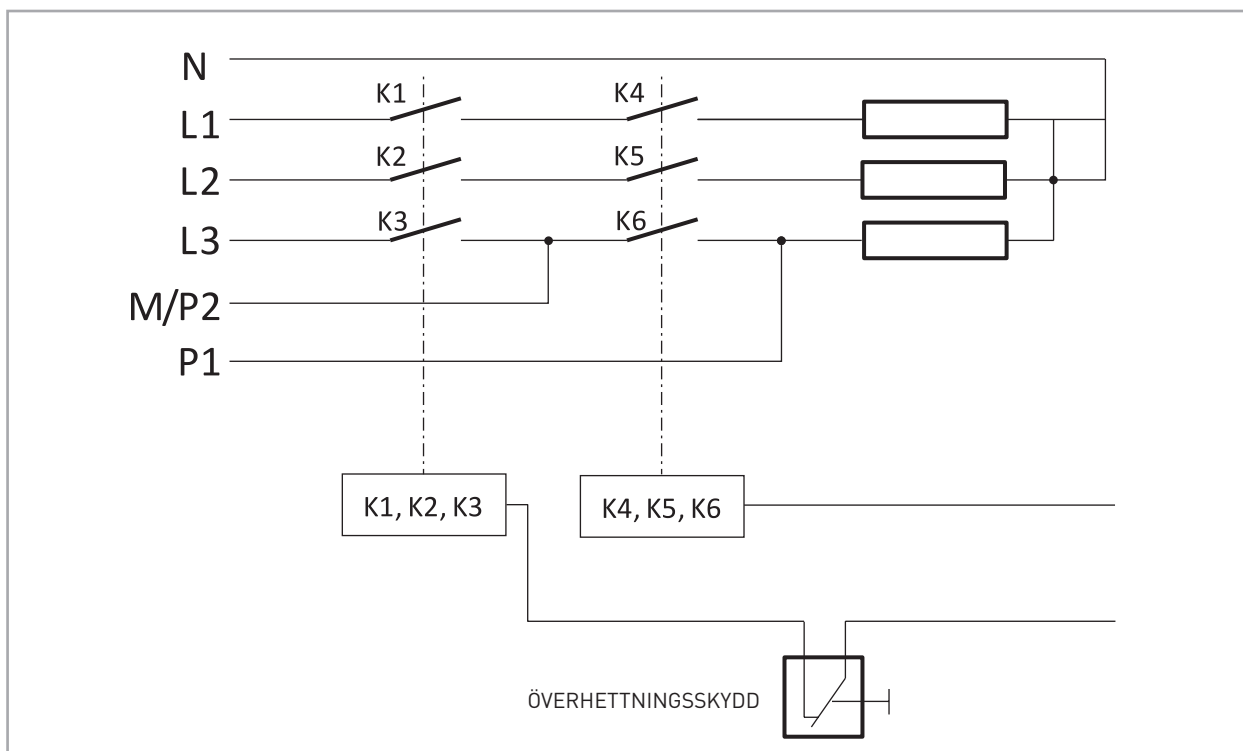 N
K1
K4
L1
K2
K5
L2
K3
K6
L3
M/P2
P1
K1, K2, K3
K4, K5, K6
ÖVERHETTNINGSSKYDD